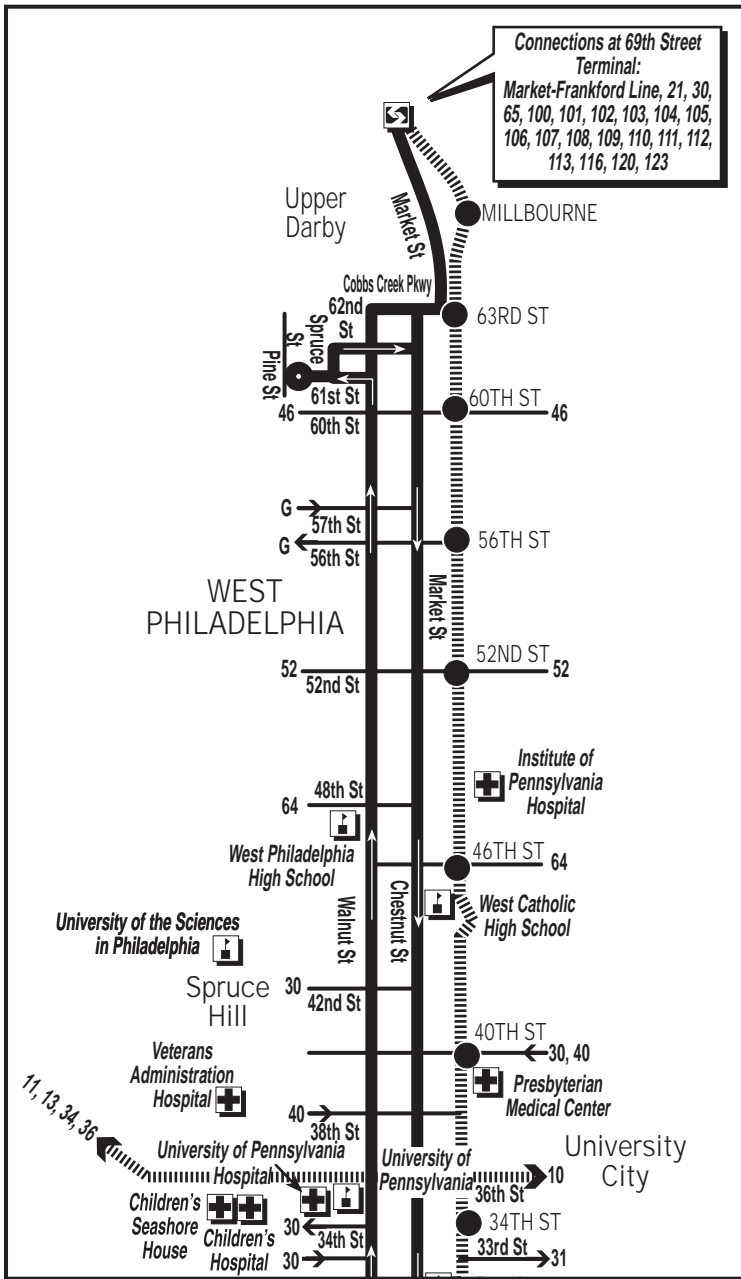 Connections at 69th Street
Terminal:
Market-Frankford Line, 21, 30,
65, 100, 101, 102, 103, 104, 105,
106, 107, 108, 109, 110, 111, 112,
113, 116, 120, 123
Upper
Darby
Market St
MILLBOURNE
Cobbs Creek Pkwy
62nd
St
63RD ST
Spruce
St
Pine St
61st St
60TH ST
46
60th St
46
G
57th St
G
56th St
56TH ST
WEST
PHILADELPHIA
Market St
52ND ST
52
52nd St
52
Institute of
Pennsylvania
Hospital
48th St
64
West Philadelphia
High School
46TH ST
64
Walnut St
Chestnut St
West Catholic
High School
University of the Sciences
in Philadelphia
Spruce
Hill
30
42nd St
40TH ST
30, 40
Veterans
Administration
Hospital
Presbyterian
Medical Center
40
38th St
11, 13, 34, 36
University of Pennsylvania
Hospital
University of
Pennsylvania
University
City
10
36th St
Children's
Seashore
House
Children's
Hospital
30
34th St
34TH ST
30
33rd St
31